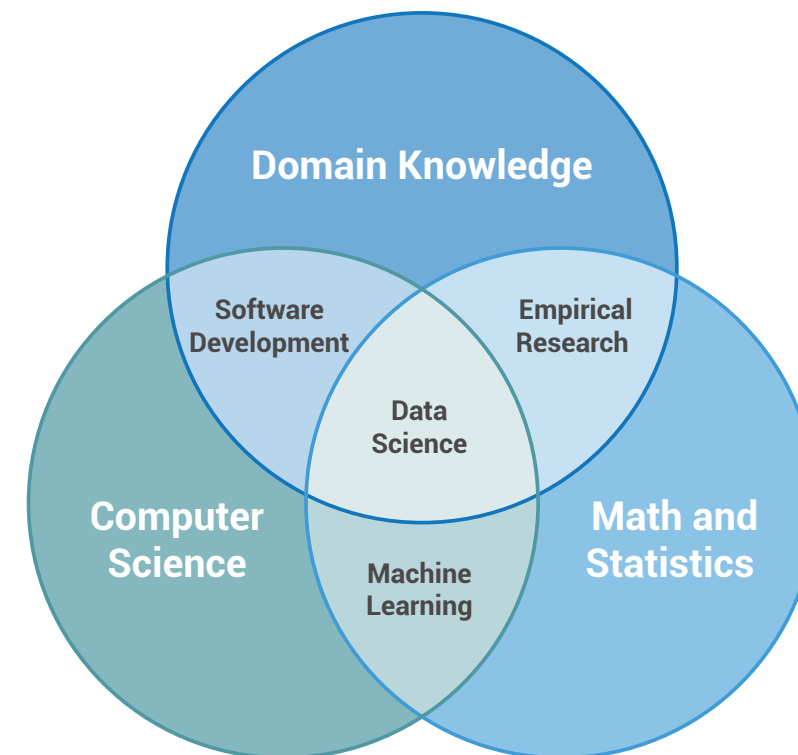 Domain Knowledge
Software
Development
Empirical
Research
Data
Science
Computer
Science
Math and
Statistics
Machine
Learning